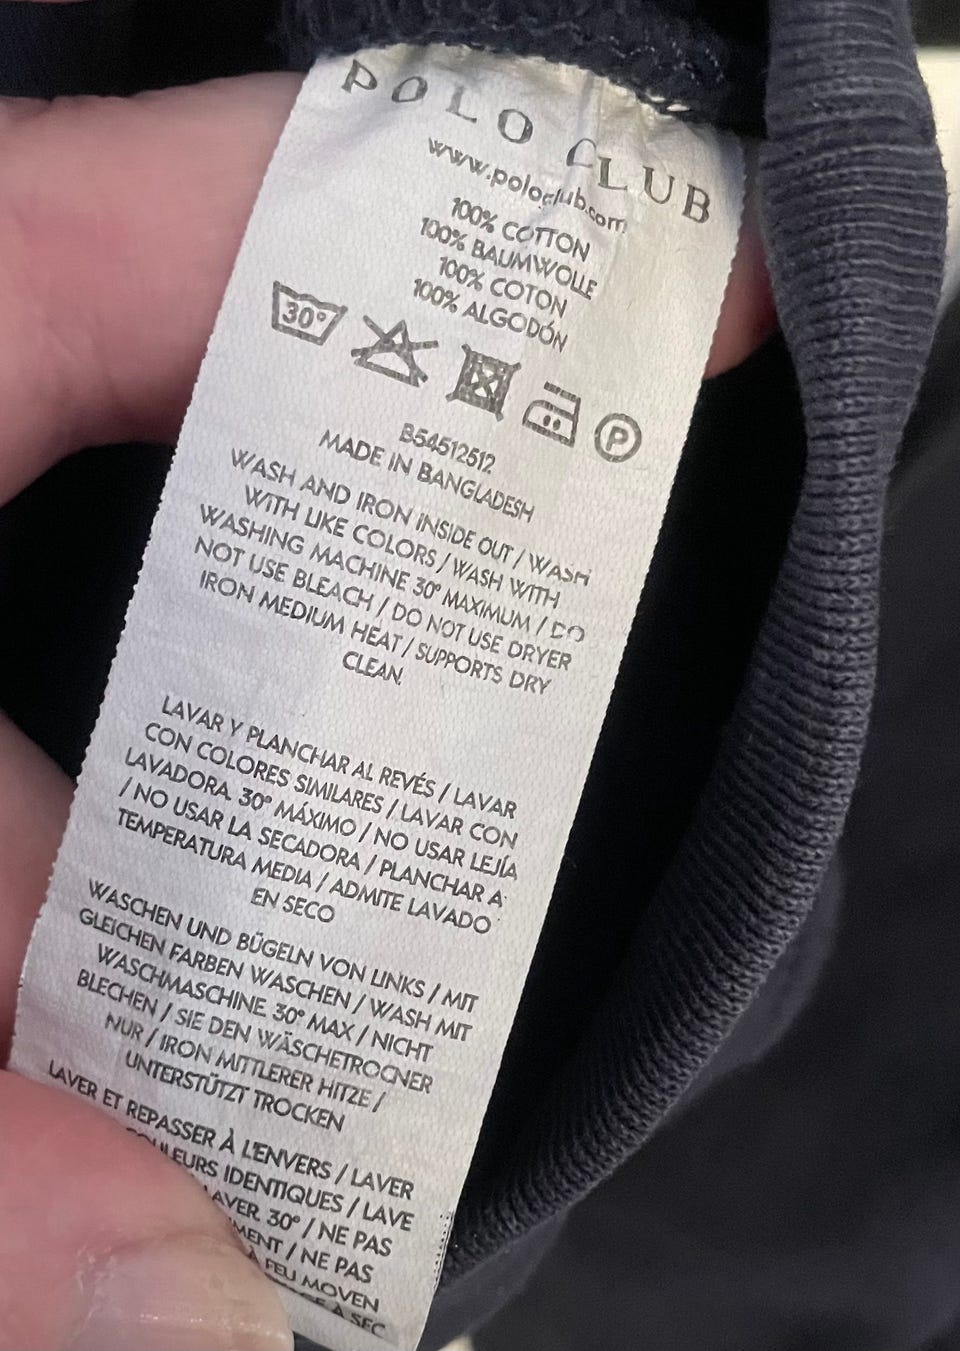 POLO CLUB
www.poloclub.com
100% COTTON
100% BAUMWOLLE
100% COTON
100% ALGODÓN
30°
P
B54512512
MADE IN BANGLADESH
WASH AND IRON INSIDE OUT / WASH
WITH LIKE COLORS / WASH WITH
WASHING MACHINE 30° MAXIMUM / DO
NOT USE BLEACH / DO NOT USE DRYER
IRON MEDIUM HEAT / SUPPORTS DRY
CLEAN.
LAVAR Y PLANCHAR AL REVÉS / LAVAR
CON COLORES SIMILARES / LAVAR CON
LAVADORA 30° MÁXIMO / NO USAR LEJÍA
/ NO USAR LA SECADORA / PLANCHAR A
TEMPERATURA MEDIA / ADMITE LAVADO
EN SECO
WASCHEN UND BÜGELN VON LINKS / MIT
GLEICHEN FARBEN WASCHEN / WASH MIT
WASCHMASCHINE 30° MAX / NICHT
BLECHEN / SIE DEN WÄSCHETROCNER
NUR / IRON MITTLERER HITZE /
UNTERSTÜTZT TROCKEN
LAVER ET REPASSER À L'ENVERS / LAVER
IDENTIQUES / LAVE
30° / NE PAS
/ NE PAS
FEU MOVEN
À SEC